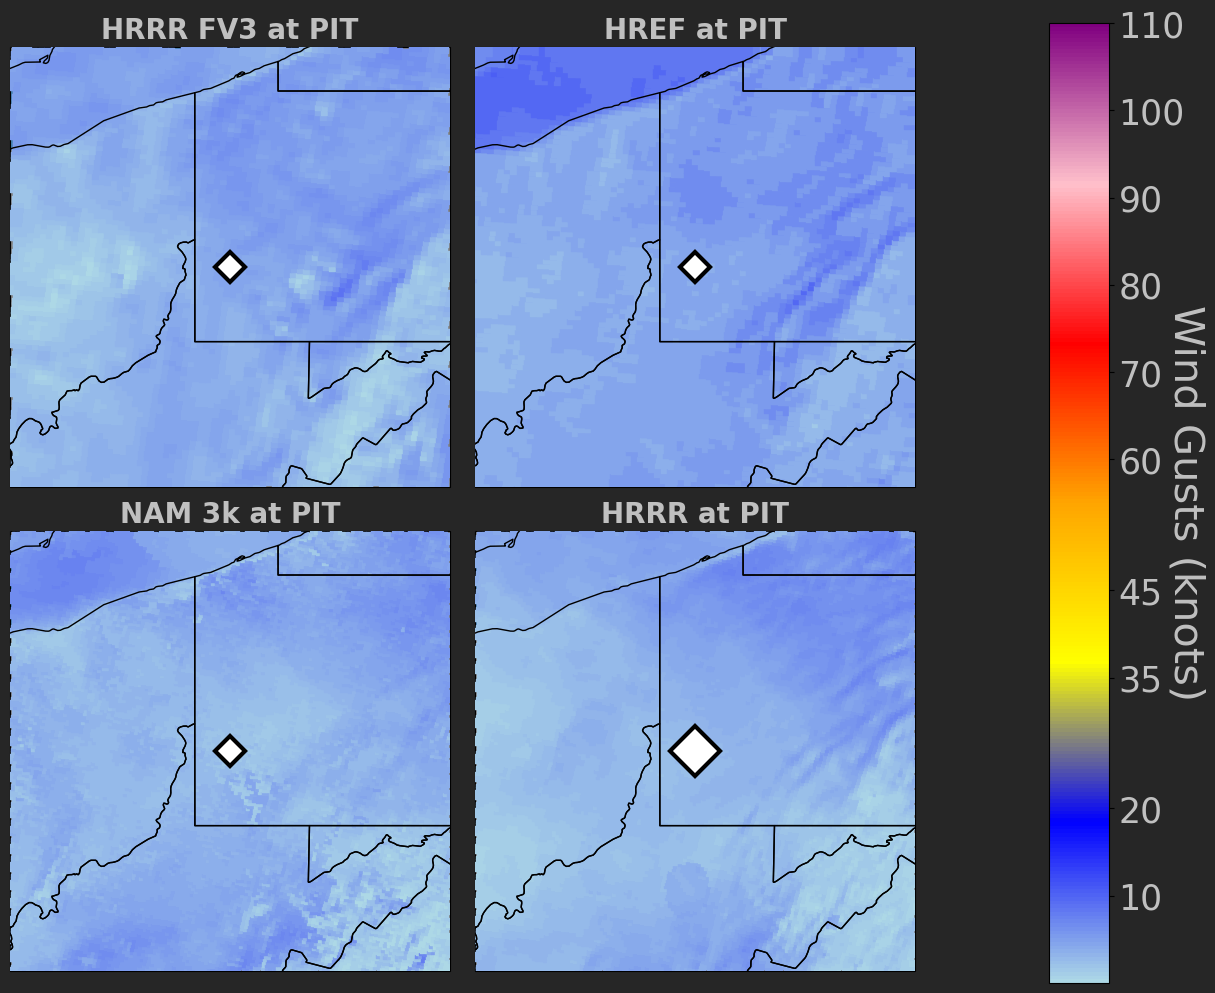 HRRR FV3 at PIT
HREF at PIT
NAM 3k at PIT
HRRR at PIT
110
100
90
80
70
60
45
35
20
10
Wind Gusts (knots)